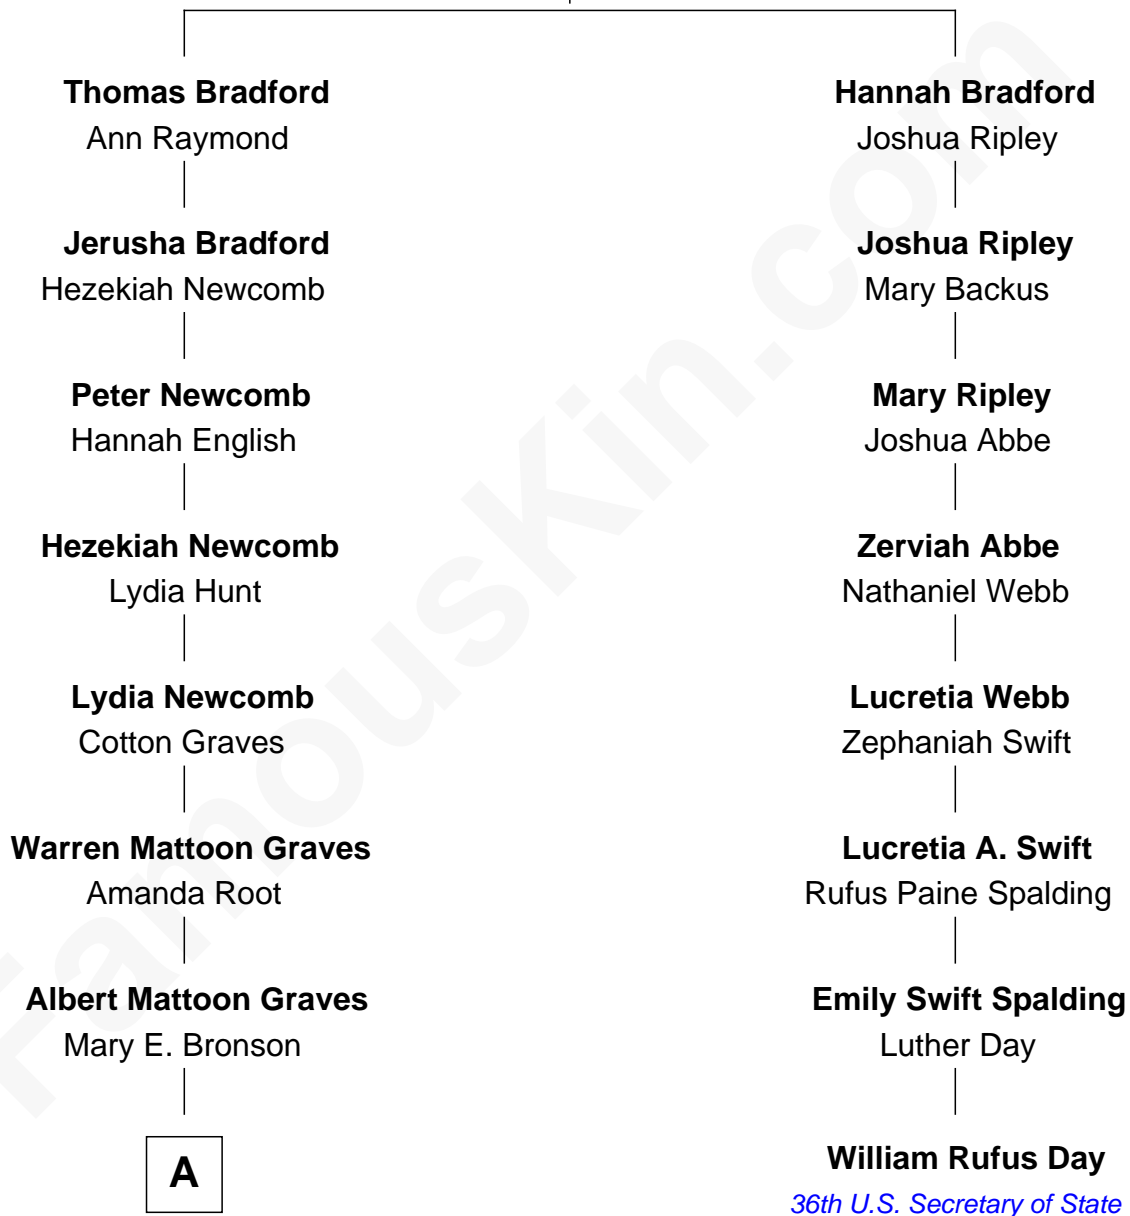 Thomas Bradford
Ann Raymond
Jerusha Bradford
Hezekiah Newcomb
Peter Newcomb
Hannah English
Hezekiah Newcomb
Lydia Hunt
Lydia Newcomb
Cotton Graves
Warren Mattoon Graves
Amanda Root
Albert Mattoon Graves
Mary E. Bronson
A
Hannah Bradford
Joshua Ripley
Joshua Ripley
Mary Backus
Mary Ripley
Joshua Abbe
Zerviah Abbe
Nathaniel Webb
Lucretia Webb
Zephaniah Swift
Lucretia A. Swift
Rufus Paine Spalding
Emily Swift Spalding
Luther Day
William Rufus Day
36th U.S. Secretary of State
FamousKin.com